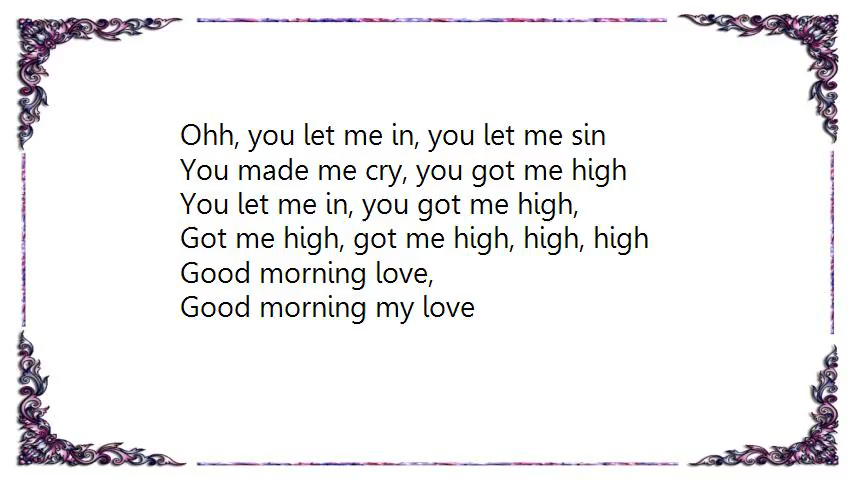 Ohh, you let me in, you let me sin
You made me cry, you got me high
You let me in, you got me high,
Got me high, got me high, high, high
Good morning love,
Good morning my love